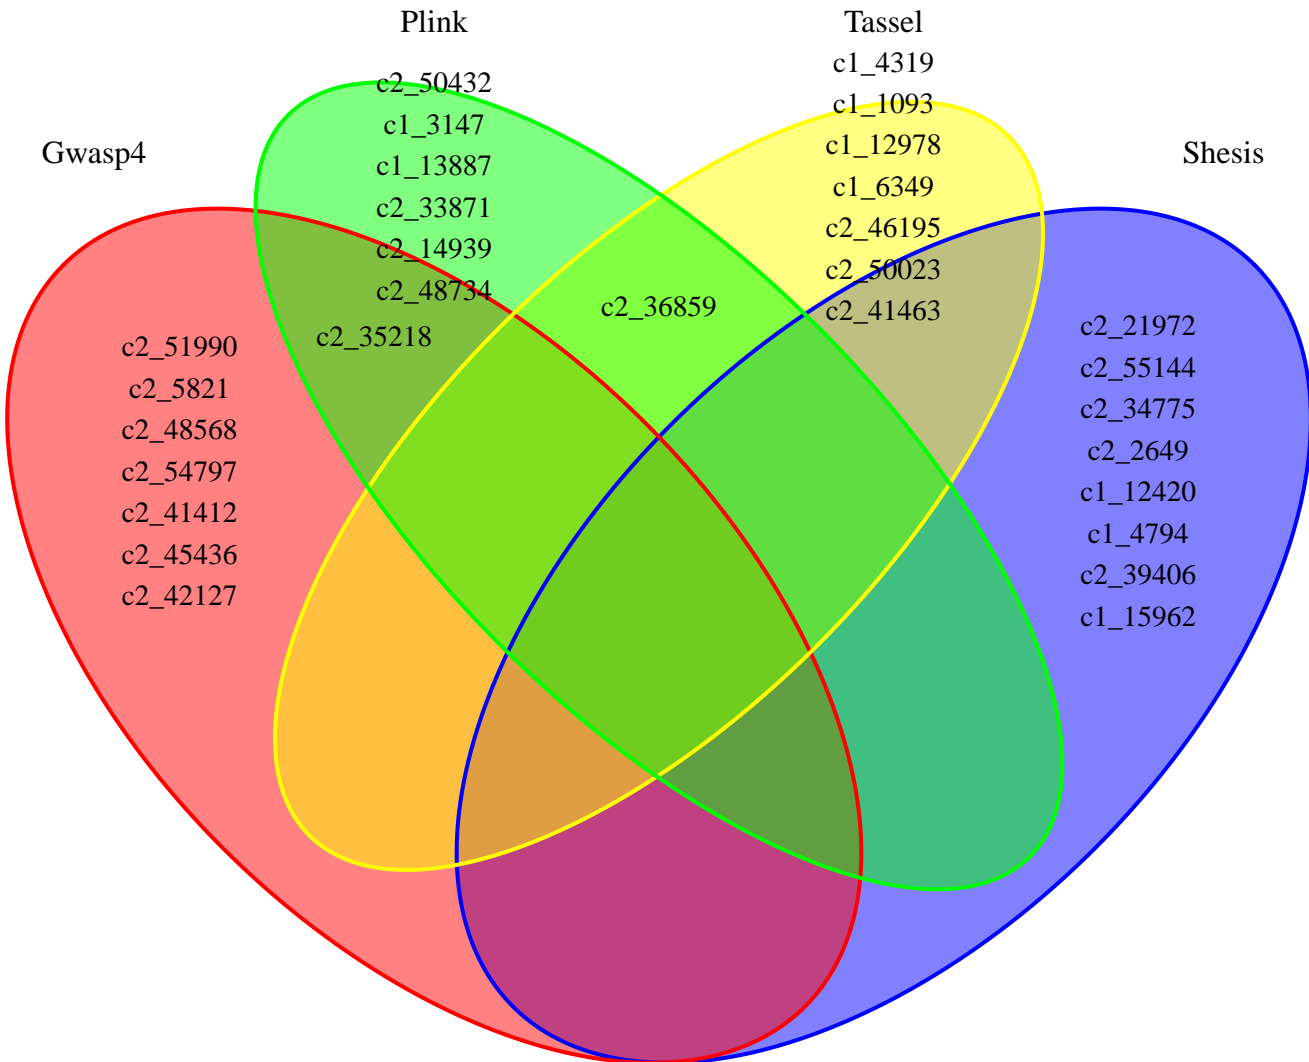 Plink
Tassel
Gwasp4
Shesis
c2_50432
c1_3147
c1_13887
c2_33871
c2_14939
c2_48734
c1_4319
c1_1093
c1_12978
c1_6349
c2_46195
c2_50023
c2_41463
c2_35218
c2_36859
c2_51990
c2_5821
c2_48568
c2_54797
c2_41412
c2_45436
c2_42127
c2_21972
c2_55144
c2_34775
c2_2649
c1_12420
c1_4794
c2_39406
c1_15962